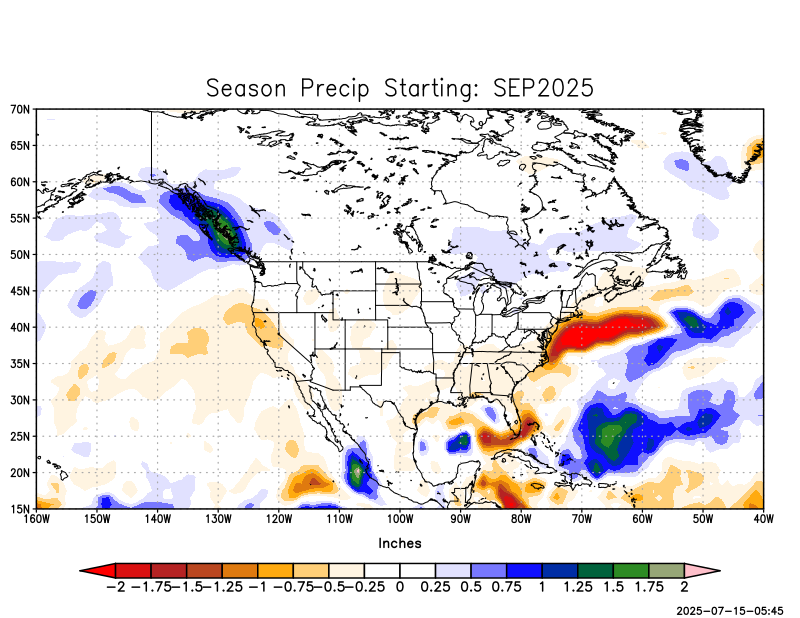 Season Precip Starting: SEP2025
70N
65N
60N
55N
50N
45N
40N
35N
30N
25N
20N
15N
160W 150W 140W 130W 120W 110W 100W 90W 80W 70W 60W 50W 40W
Inches
-2 -1.75-1.5-1.25 -1 -0.75-0.5-0.25 0 0.25 0.5 0.75 1 1.25 1.5 1.75 2
2025-07-15-05:45